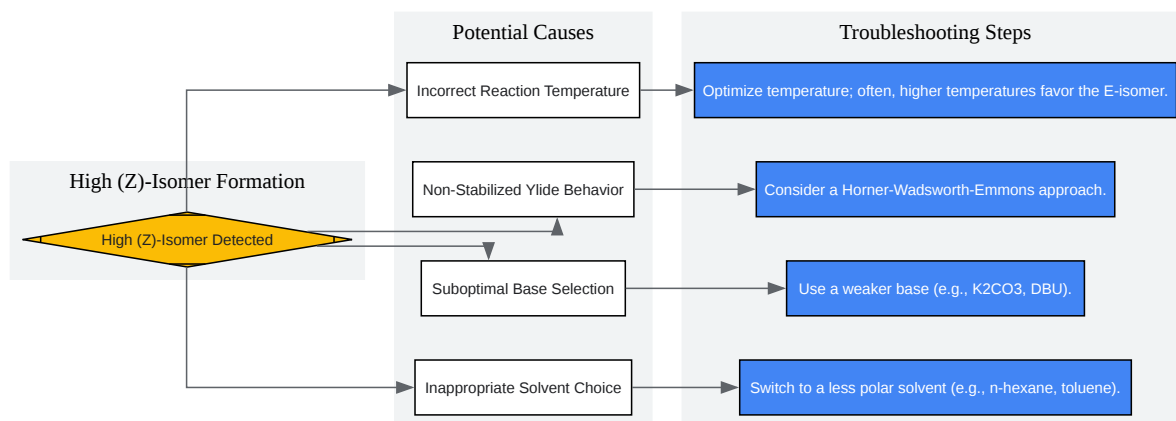 Potential Causes
Troubleshooting Steps
Incorrect Reaction Temperature
Optimize temperature; often, higher temperatures favor the E-isomer.
High (Z)-Isomer Formation
Non-Stabilized Ylide Behavior
Consider a Horner-Wadsworth-Emmons approach.
High (Z)-Isomer Detected
Suboptimal Base Selection
Use a weaker base (e.g., K2CO3, DBU).
Inappropriate Solvent Choice
Switch to a less polar solvent (e.g., n-hexane, toluene).